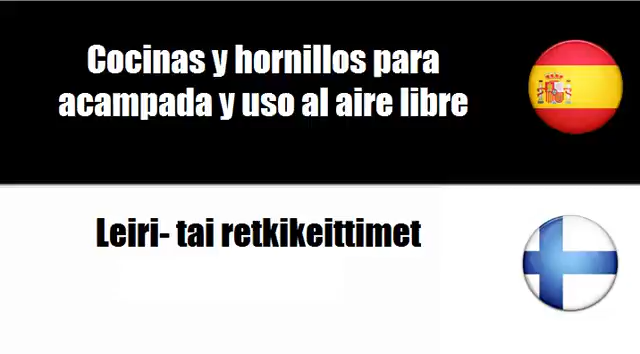 Cocinas y hornillos para
acampada y uso al aire libre
Leiri- tai retkikeittimet